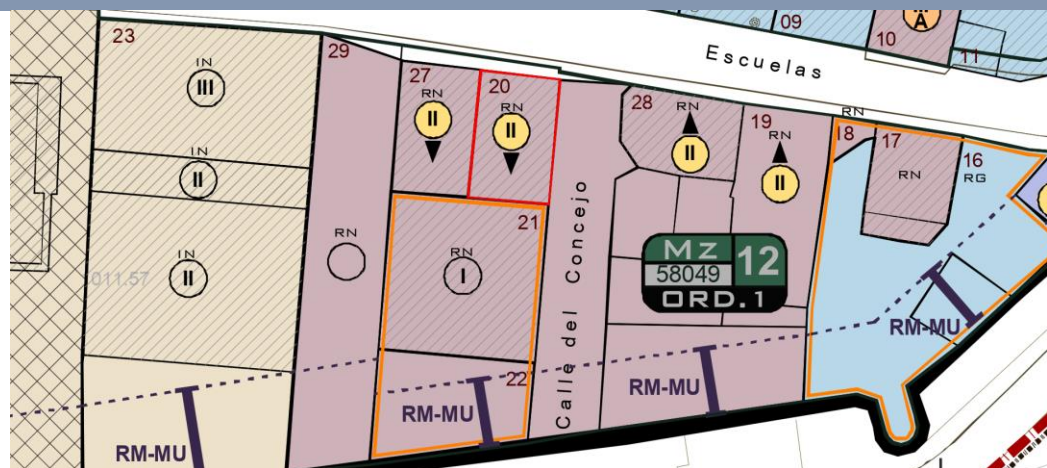 09
III
A
10
11
Escuelas
23
IN
III
29
27
RN
II
20
RN
II
28
RN
II
19
RN
II
RN
18
17
RN
16
RG
IN
II
21
RN
I
RN
IN
II
011.57
Calle del Concejo
Mz
58049
12
ORD.1
22
RM-MU
RM-MU
RM-MU
RM-MU